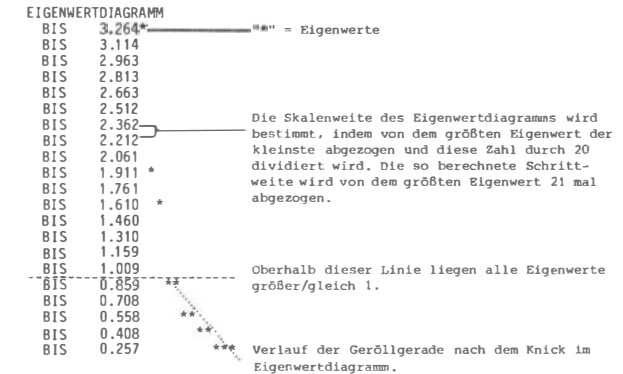 EIGENWERTDIAGRAMM
BIS 3.264* "*" = Eigenwerte
BIS 3.114
BIS 2.963
BIS 2.813
BIS 2.663
BIS 2.512
BIS 2.362
BIS 2.212
BIS 2.061
BIS 1.911 *
BIS 1.761
BIS 1.610 *
BIS 1.460
BIS 1.310
BIS 1.159
BIS 1.009
BIS 0.859 **
BIS 0.708
BIS 0.558 **
BIS 0.408 **
BIS 0.257 ***
Die Skalenweite des Eigenwertdiagramms wird
bestimmt, indem von dem größten Eigenwert der
kleinste abgezogen und diese Zahl durch 20
dividiert wird. Die so berechnete Schritt-
weite wird von dem größten Eigenwert 21 mal
abgezogen.
Oberhalb dieser Linie liegen alle Eigenwerte
größer/gleich 1.
Verlauf der Geröllgerade nach dem Knick im
Eigenwertdiagramm.